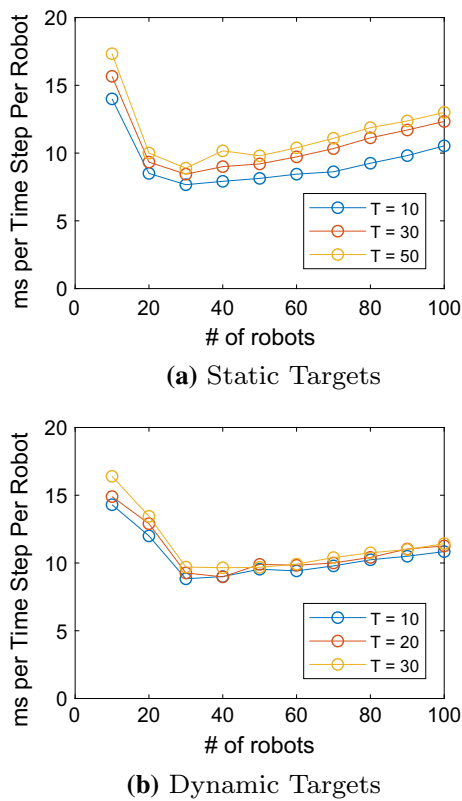 ms per Time Step Per Robot
20
15
10
5
0
0 20 40 60 80 100
# of robots
T = 10
T = 30
T = 50
(a) Static Targets
ms per Time Step Per Robot
20
15
10
5
0
0 20 40 60 80 100
# of robots
T = 10
T = 20
T = 30
(b) Dynamic Targets